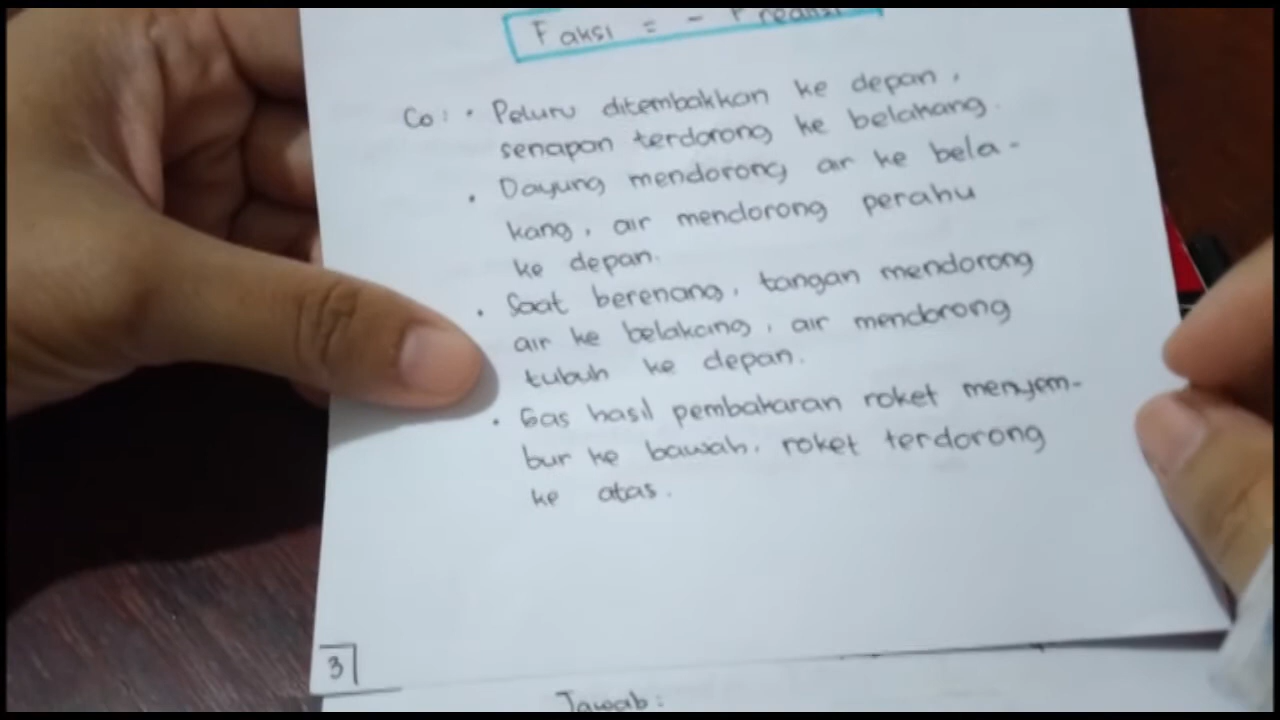 F aksi = - F reaksi
Co : • Peluru ditembakkan ke depan,
senapan terdorong ke belakang.
• Dayung mendorong air ke bela-
kang, air mendorong perahu
ke depan.
• Saat berenang, tangan mendorong
air ke belakang, air mendorong
tubuh ke depan.
• Gas hasil pembakaran roket menyem-
bur ke bawah, roket terdorong
ke atas.
3
Jawab :